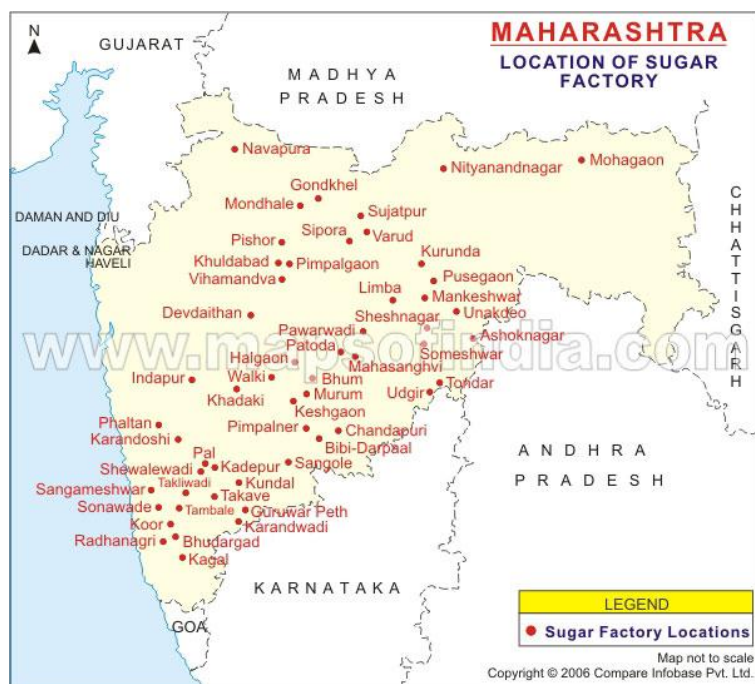 N
GUJARAT
MAHARASHTRA
LOCATION OF SUGAR
FACTORY
MADHYA
PRADESH
Navapura
Nityanandnagar
Mohagaon
Gondkhel
Mondhale
Sujatpur
DAMAN AND DIU
Sipora
Varud
Pishor
DADAR & NAGAR
HAVELI
Khuldabad
Pimpalgaon
Kurunda
Vihamandva
Pusegaon
Limba
Mankeshwar
CHHATTISGARH
Devdaithan
Sheshnagar
Unakdeo
Pawarwadi
Ashoknagar
www.mapsofindia.com
Patoda
Someshwar
Halgaon
Mahasanghvi
Indapur
Walki
Bhum
Tondar
Khadaki
Murum
Udgir
Keshgaon
Phaltan
Pimpalner
Chandapuri
Karandoshi
Bibi-Darpaal
ANDHRA
PRADESH
Pal
Shewalewadi
Kadepur
Sangole
Takliwadi
Kundal
Sangameshwar
Takave
Sonawade
Tambale
Guruwar Peth
Koor
Karandwadi
Radhanagri
Bhudargad
Kagal
KARNATAKA
GOA
LEGEND
Sugar Factory Locations
Map not to scale
Copyright © 2006 Compare Infobase Pvt. Ltd.